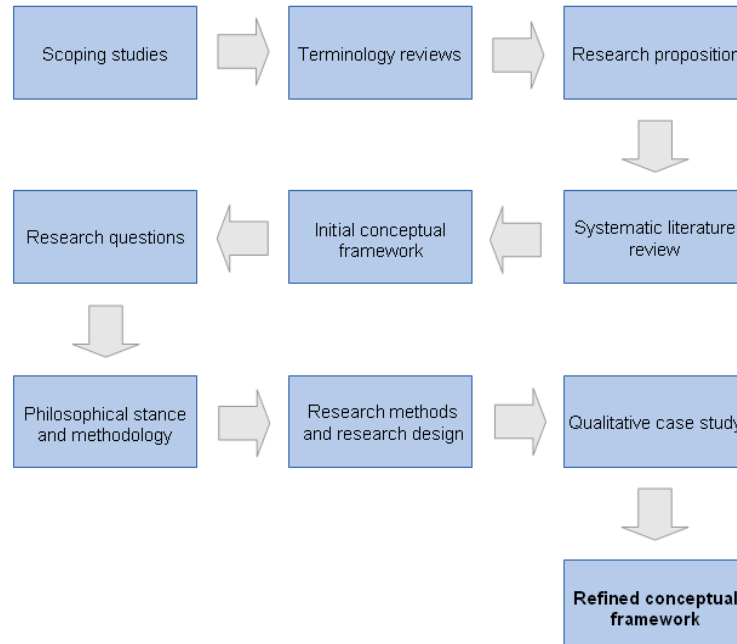 Scoping studies
Terminology reviews
Research proposition
Systematic literature
review
Initial conceptual
framework
Research questions
Philosophical stance
and methodology
Research methods
and research design
Qualitative case study
Refined conceptual
framework